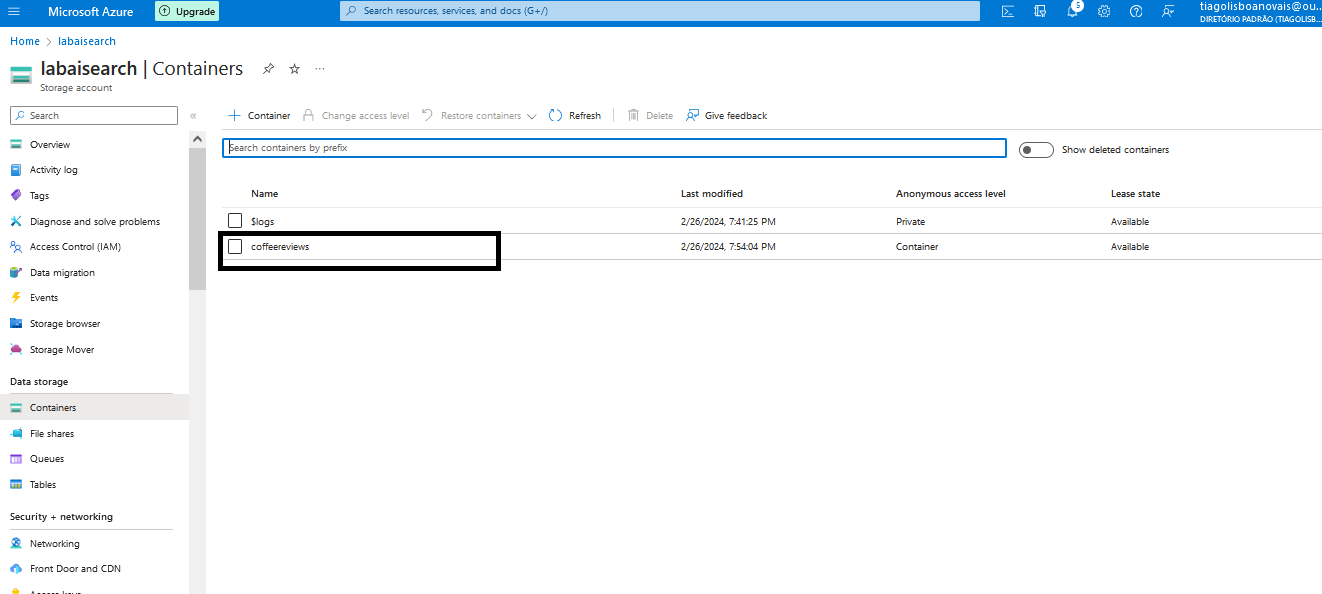 Microsoft Azure
Upgrade
Search resources, services, and docs (G+/)
5
tiagolisboanovais@ou...
DIRETÓRIO PADRÃO (TIAGOLISB...
Home > labaisearch
labaisearch | Containers
...
Storage account
Search
«
Container
Change access level
Restore containers
Refresh
Delete
Give feedback
Search containers by prefix
Show deleted containers
Overview
Activity log
Tags
Diagnose and solve problems
Access Control (IAM)
Data migration
Events
Storage browser
Storage Mover
Data storage
Containers
File shares
Queues
Tables
Security + networking
Networking
Front Door and CDN
Access keys
Name Last modified Anonymous access level Lease state
$logs 2/26/2024, 7:41:25 PM Private Available
coffeereviews 2/26/2024, 7:54:04 PM Container Available